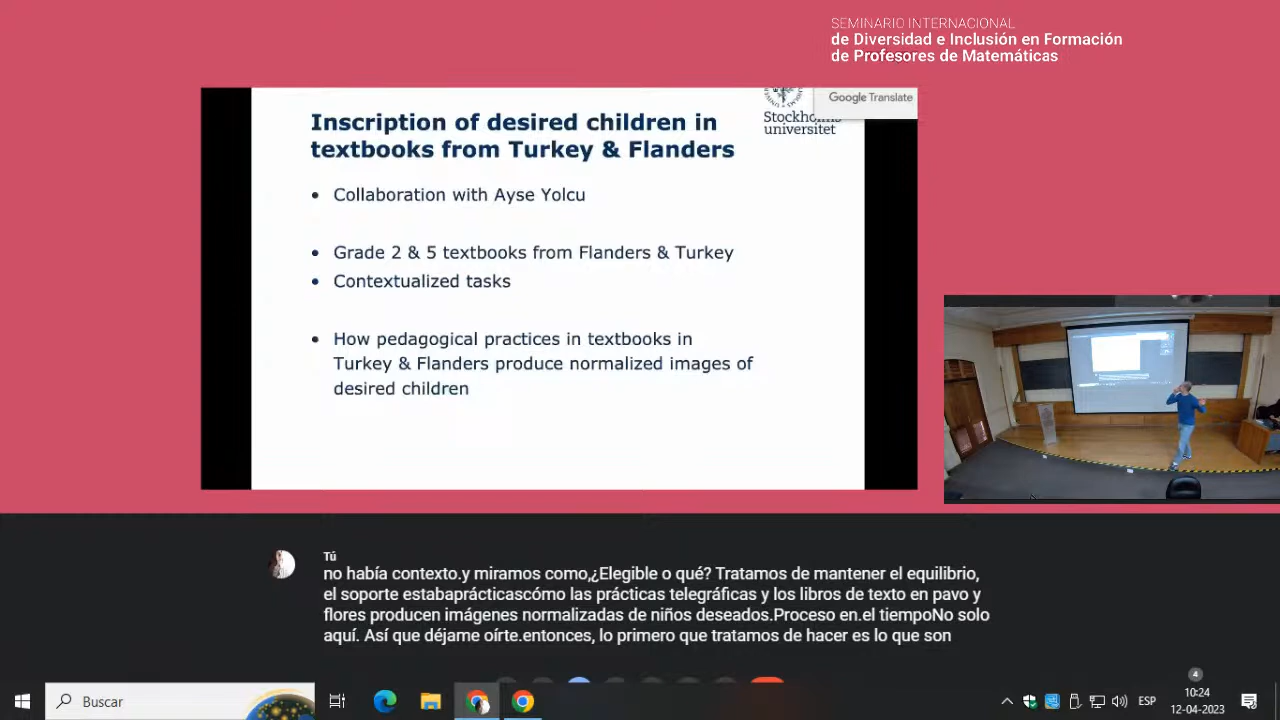 SEMINARIO INTERNACIONAL
de Diversidad e Inclusión en Formación
de Profesores de Matemáticas
Google Translate
Stockholms
universitet
Inscription of desired children in
textbooks from Turkey & Flanders
• Collaboration with Ayse Yolcu
• Grade 2 & 5 textbooks from Flanders & Turkey
• Contextualized tasks
• How pedagogical practices in textbooks in
Turkey & Flanders produce normalized images of
desired children
Tú
no había contexto.y miramos como,¿Elegible o qué? Tratamos de mantener el equilibrio,
el soporte estabaprácticascómo las prácticas telegráficas y los libros de texto en pavo y
flores producen imágenes normalizadas de niños deseados.Proceso en.el tiempoNo solo
aquí. Así que déjame oírte.entonces, lo primero que tratamos de hacer es lo que son
Buscar
4
ESP
10:24
12-04-2023